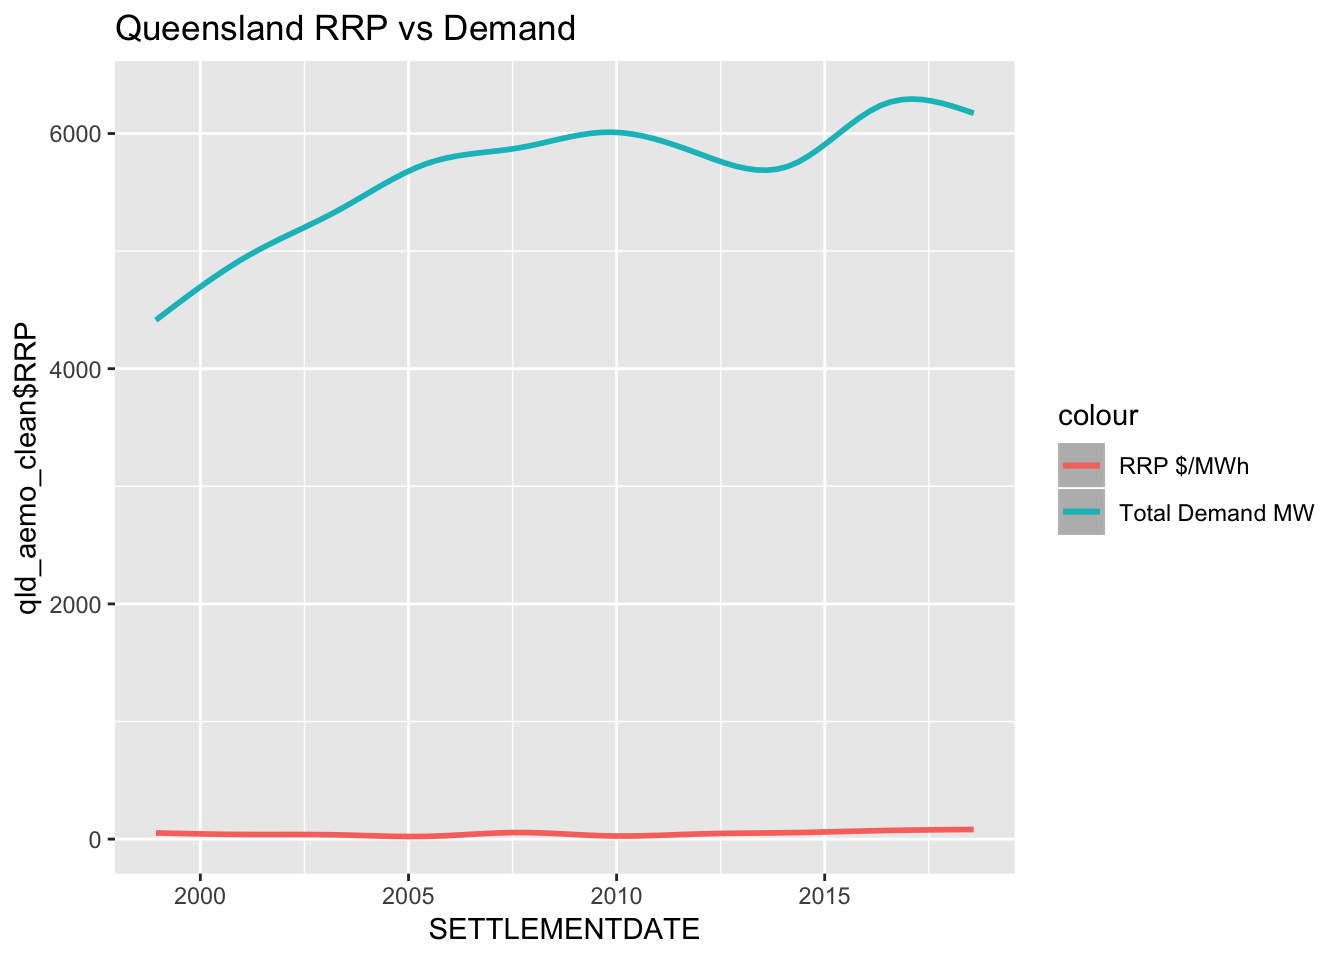 Queensland RRP vs Demand
qld_aemo_clean$RRP
6000
4000
2000
0
2000
2005
2010
2015
SETTLEMENTDATE
colour
RRP $/MWh
Total Demand MW